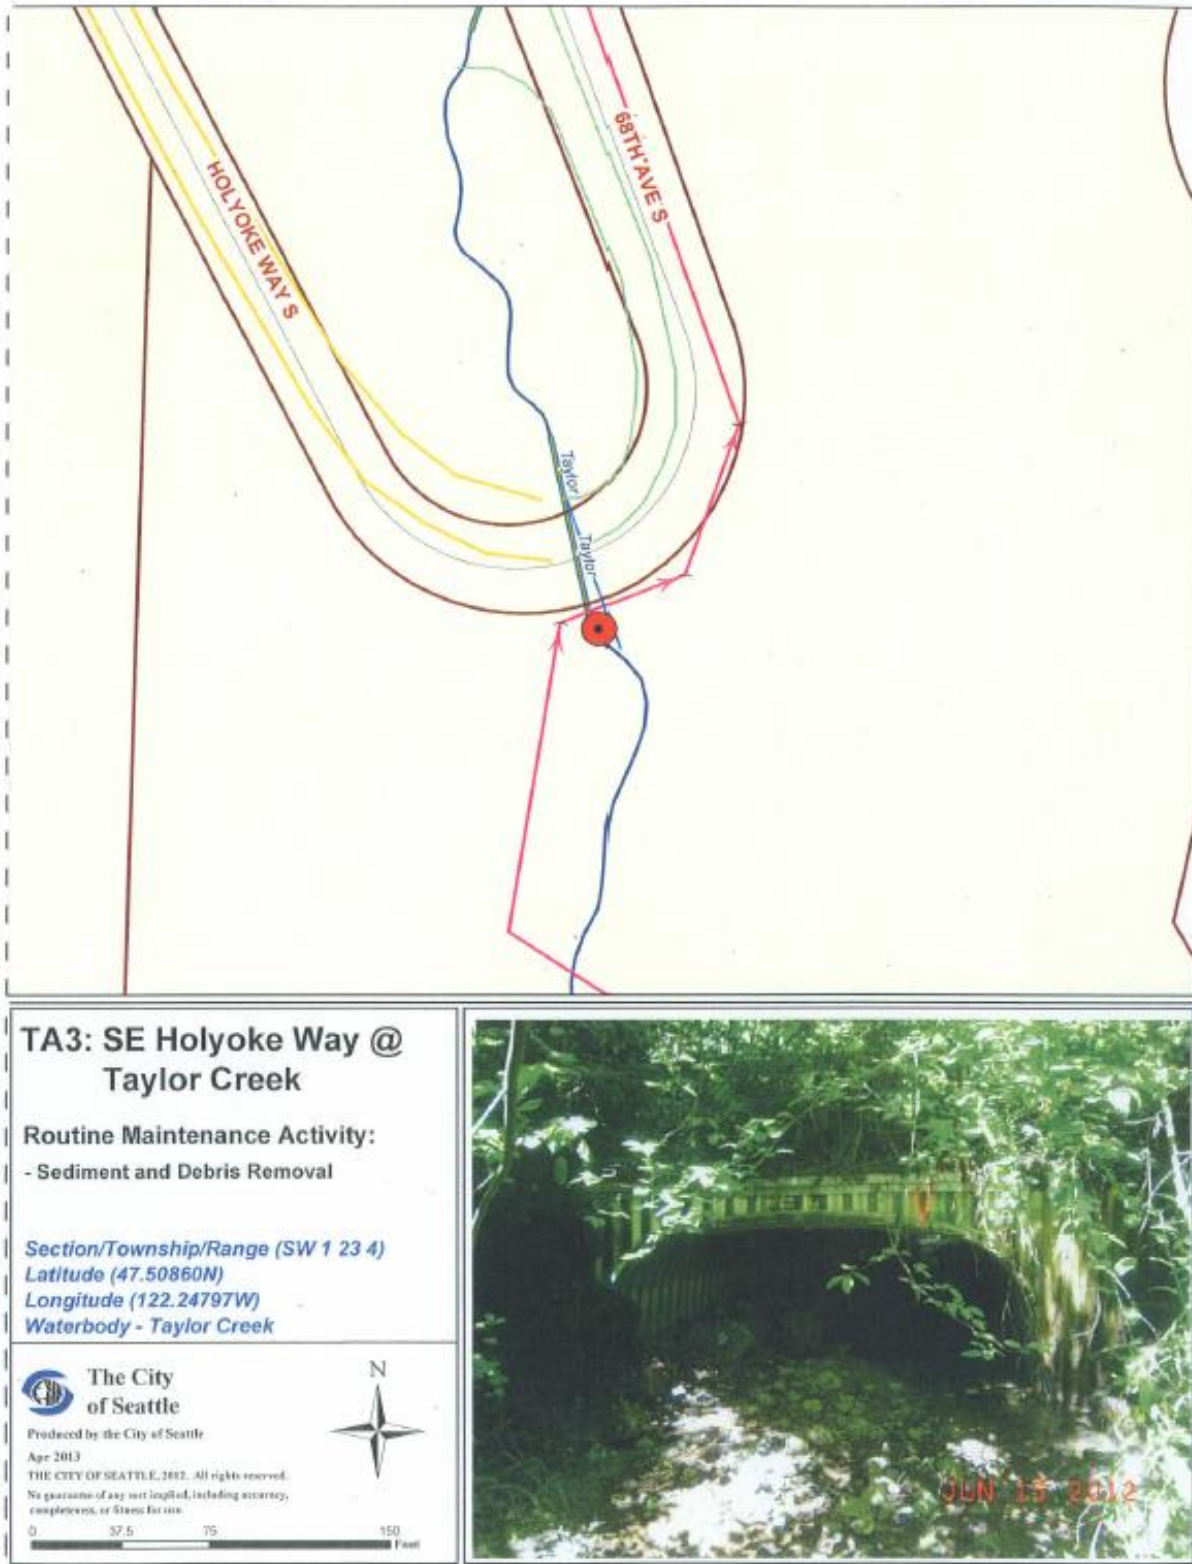 HOLYOKE WAY S
68TH AVE S
Taylor
Taylor
TA3: SE Holyoke Way @
Taylor Creek
Routine Maintenance Activity:
- Sediment and Debris Removal
Section/Township/Range (SW 1 23 4)
Latitude (47.50860N)
Longitude (122.24797W)
Waterbody - Taylor Creek
The City
of Seattle
N
Produced by the City of Seattle
Apr 2013
THE CITY OF SEATTLE, 2012. All rights reserved.
No guarantee of any sort implied, including accuracy,
completeness, or fitness for use.
0 37.5 75 150
Feet
JUN 13 2012